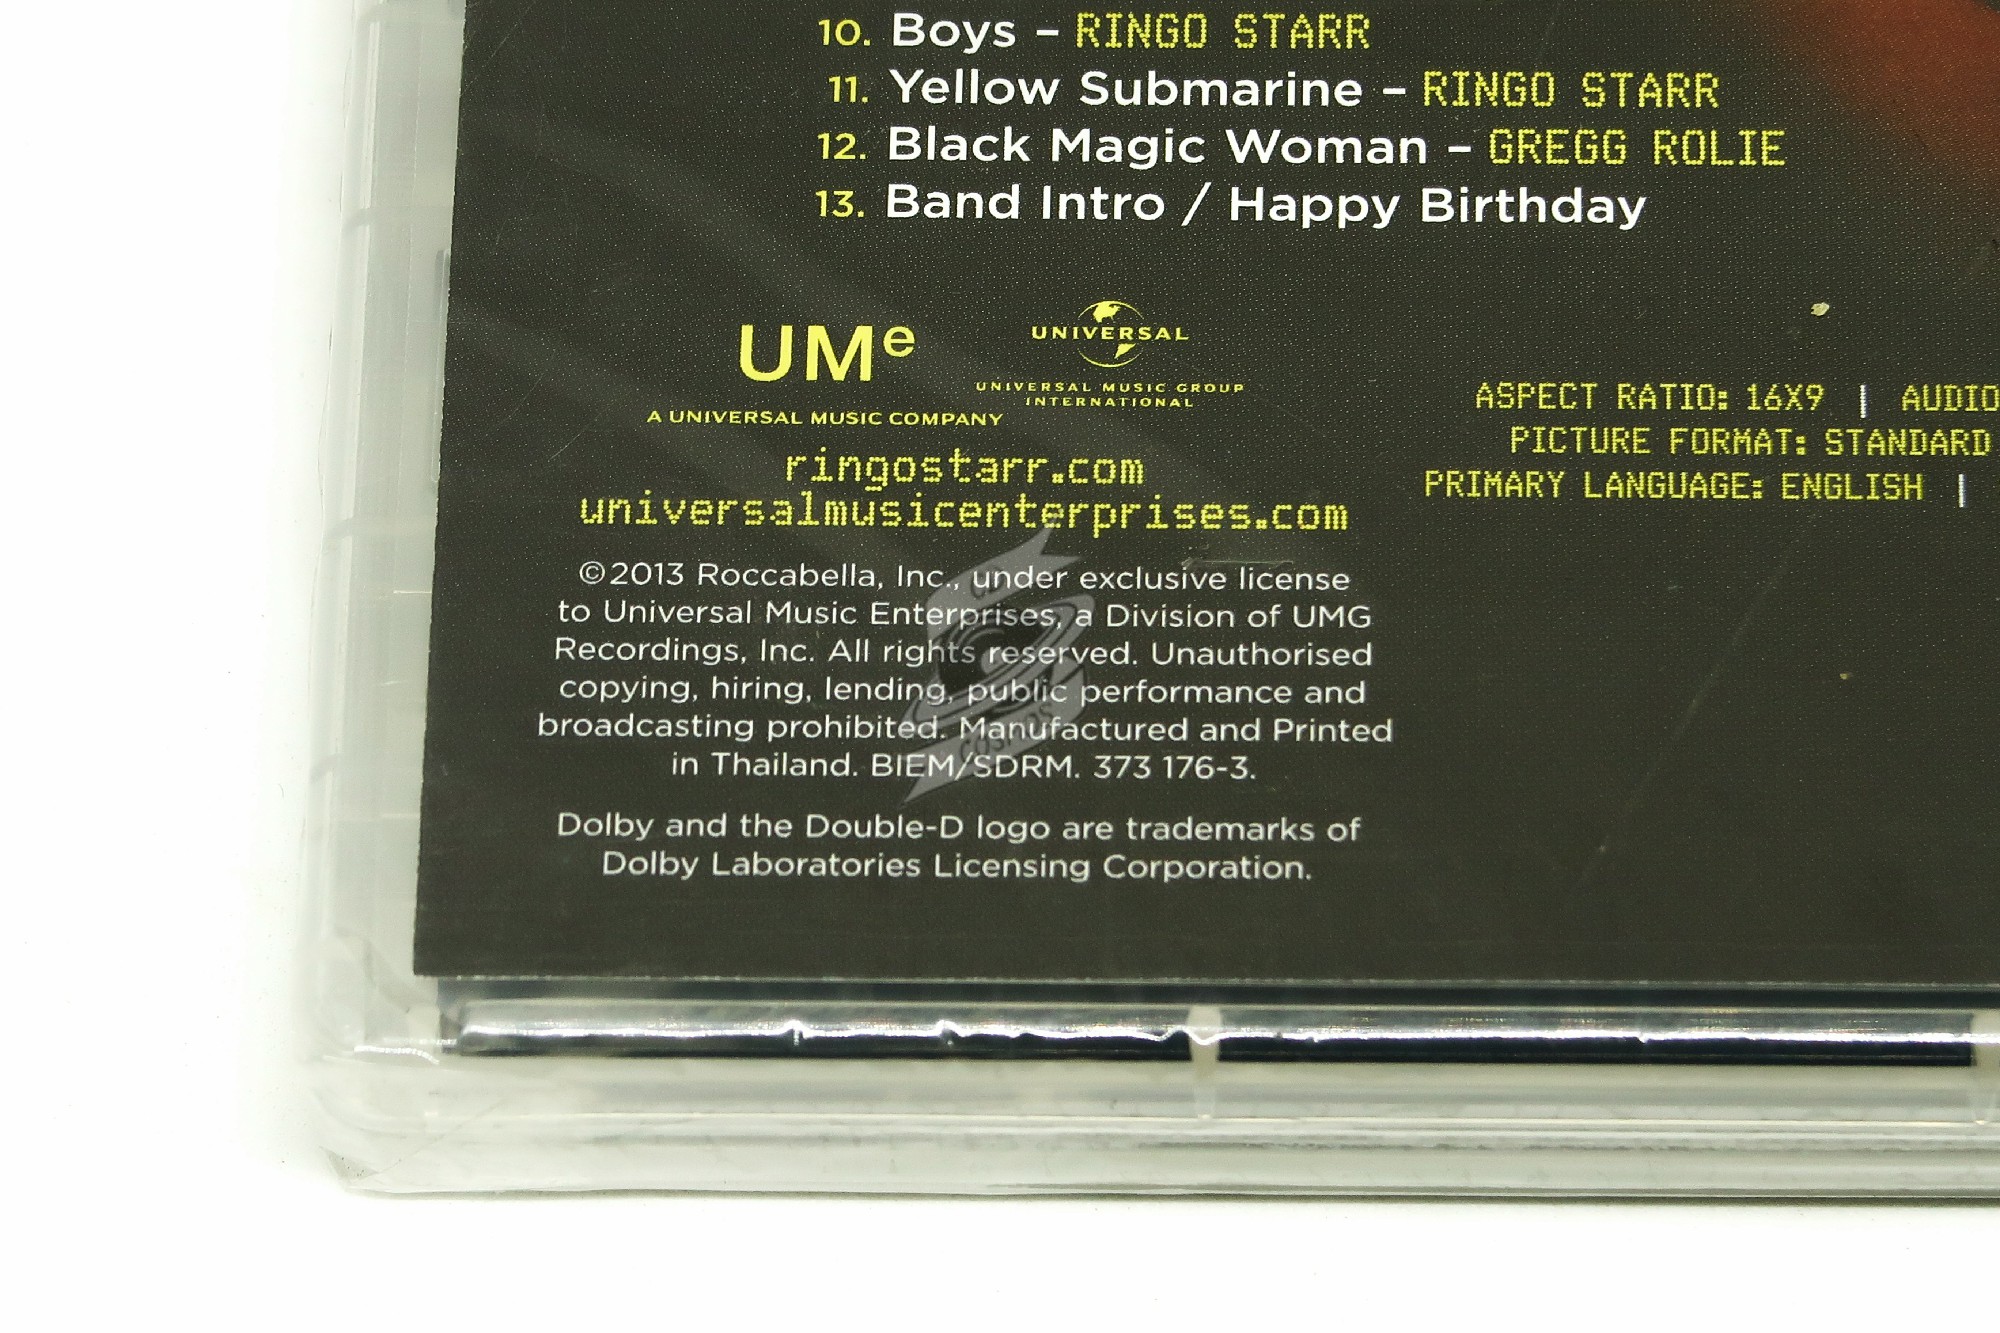 10. Boys – RINGO STARR
11. Yellow Submarine – RINGO STARR
12. Black Magic Woman – GREGG ROLIE
13. Band Intro / Happy Birthday
UMe
A UNIVERSAL MUSIC COMPANY
UNIVERSAL
UNIVERSAL MUSIC GROUP
INTERNATIONAL
ringostarr.com
universalmusicenterprises.com
ASPECT RATIO: 16X9 | AUDIO
PICTURE FORMAT: STANDARD
PRIMARY LANGUAGE: ENGLISH |
©2013 Roccabella, Inc., under exclusive license
to Universal Music Enterprises, a Division of UMG
Recordings, Inc. All rights reserved. Unauthorised
copying, hiring, lending, public performance and
broadcasting prohibited. Manufactured and Printed
in Thailand. BIEM/SDRM. 373 176-3.
Dolby and the Double-D logo are trademarks of
Dolby Laboratories Licensing Corporation.
CD
COSMOS